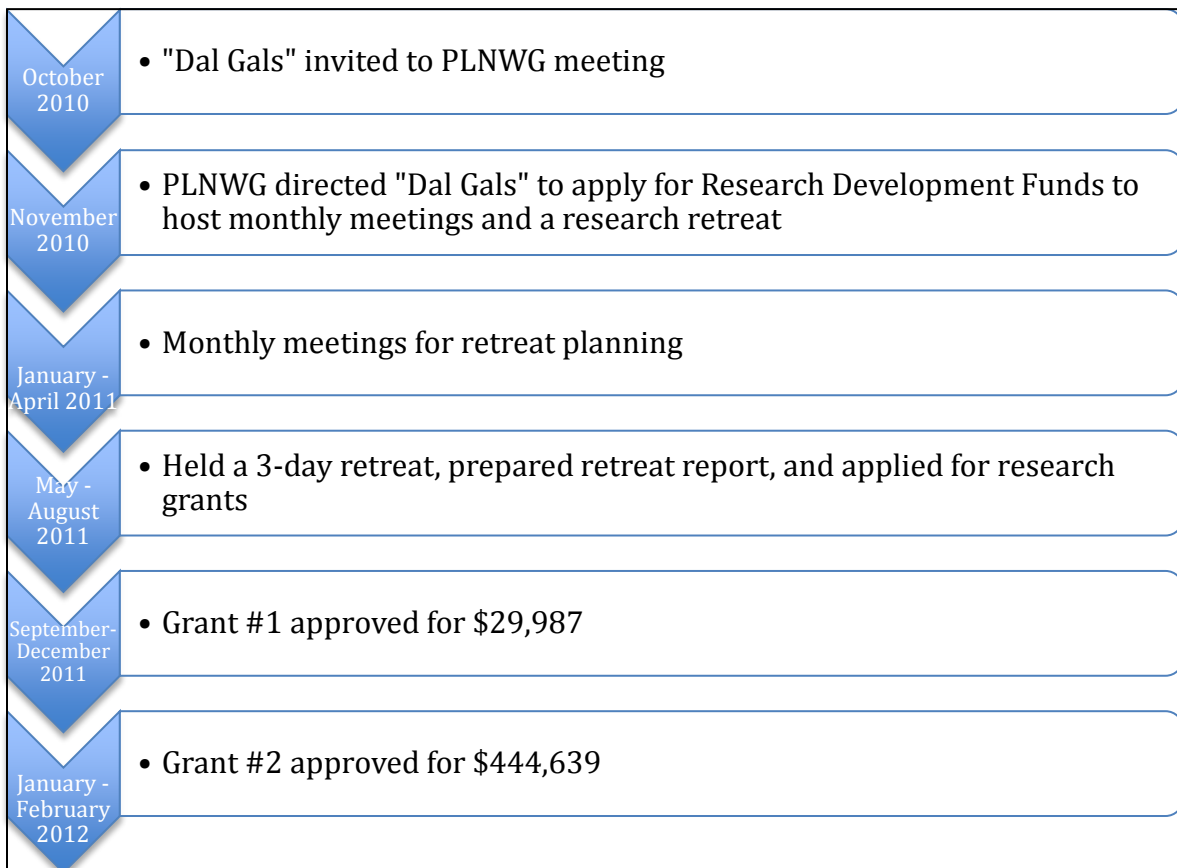 October
2010
• "Dal Gals" invited to PLNWG meeting
November
2010
• PLNWG directed "Dal Gals" to apply for Research Development Funds to
host monthly meetings and a research retreat
January -
April 2011
• Monthly meetings for retreat planning
May -
August
2011
• Held a 3-day retreat, prepared retreat report, and applied for research
grants
September-
December
2011
• Grant #1 approved for $29,987
January -
February
2012
• Grant #2 approved for $444,639